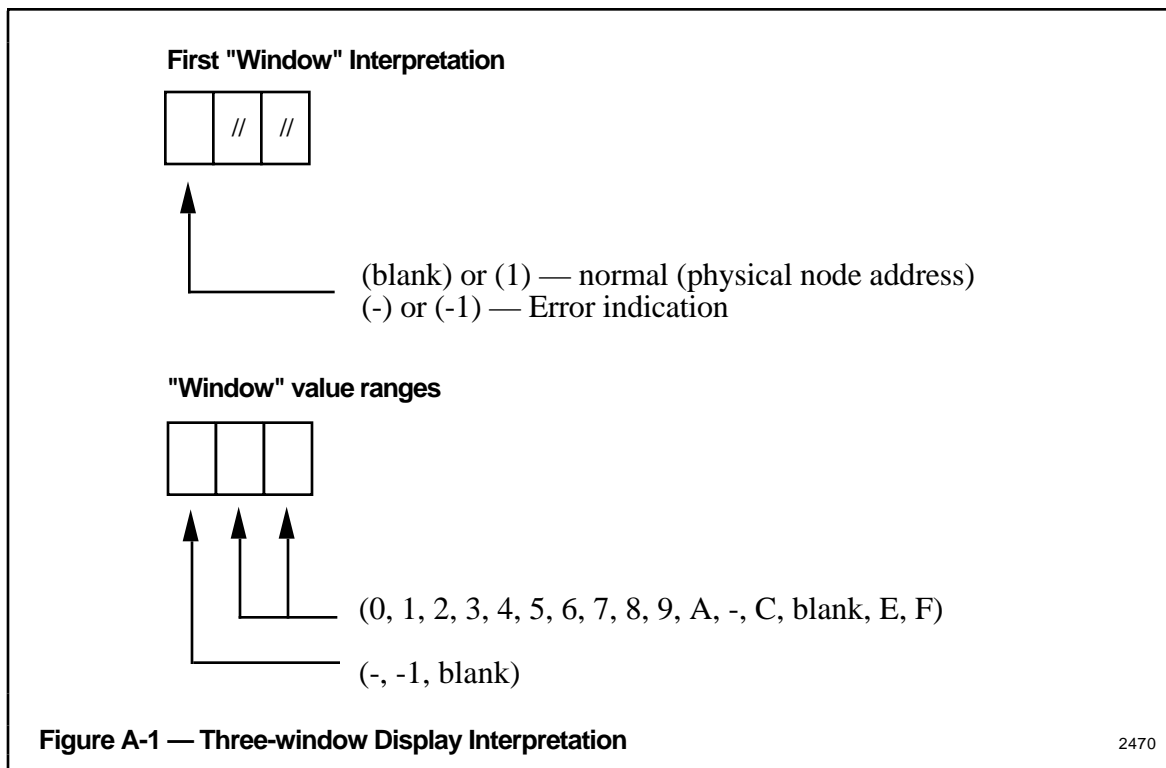 First "Window" Interpretation
// //
(blank) or (1) — normal (physical node address)
(-) or (-1) — Error indication
"Window" value ranges
(0, 1, 2, 3, 4, 5, 6, 7, 8, 9, A, -, C, blank, E, F)
(-, -1, blank)
Figure A-1 — Three-window Display Interpretation
2470